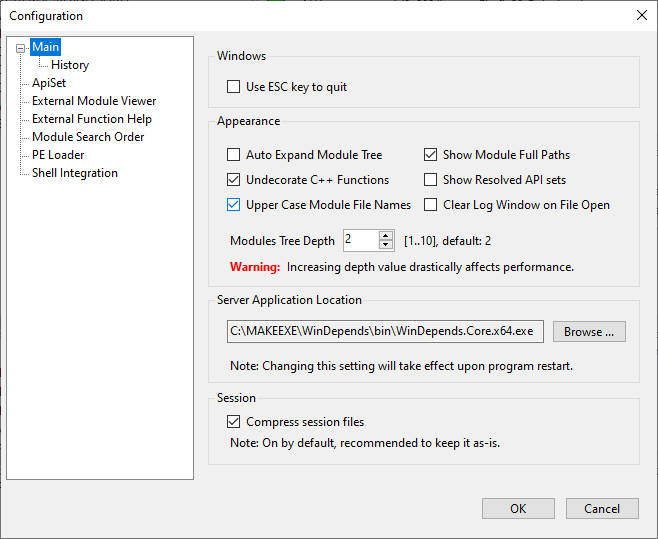 Configuration
Main
History
ApiSet
External Module Viewer
External Function Help
Module Search Order
PE Loader
Shell Integration
Windows
Use ESC key to quit
Appearance
Auto Expand Module Tree
Show Module Full Paths
Undecorate C++ Functions
Show Resolved API sets
Upper Case Module File Names
Clear Log Window on File Open
Modules Tree Depth 2 [1..10], default: 2
Warning: Increasing depth value drastically affects performance.
Server Application Location
C:\MAKEEXE\WinDepends\bin\WinDepends.Core.x64.exe
Browse ...
Note: Changing this setting will take effect upon program restart.
Session
Compress session files
Note: On by default, recommended to keep it as-is.
OK
Cancel